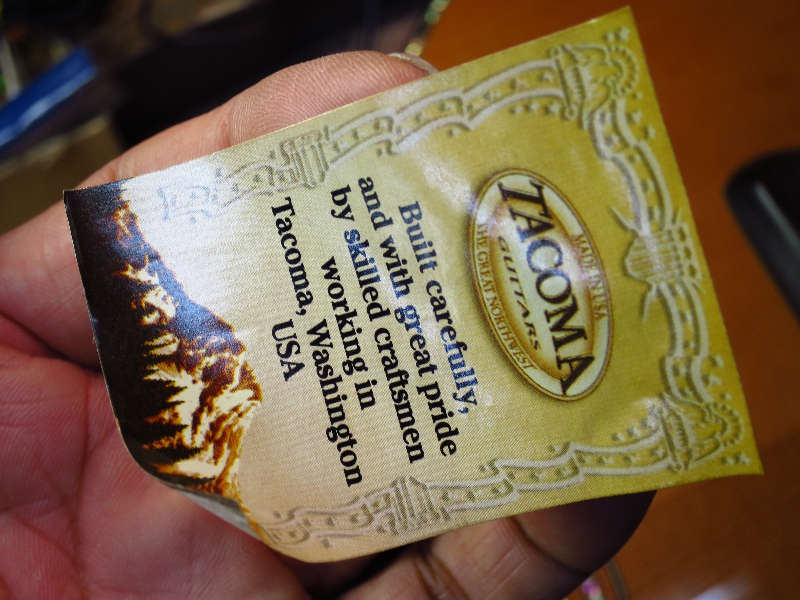 MADE IN USA
TACOMA
GUITARS
THE GREAT NORTHWEST
Built carefully,
and with great pride
by skilled craftsmen
working in
Tacoma, Washington
USA